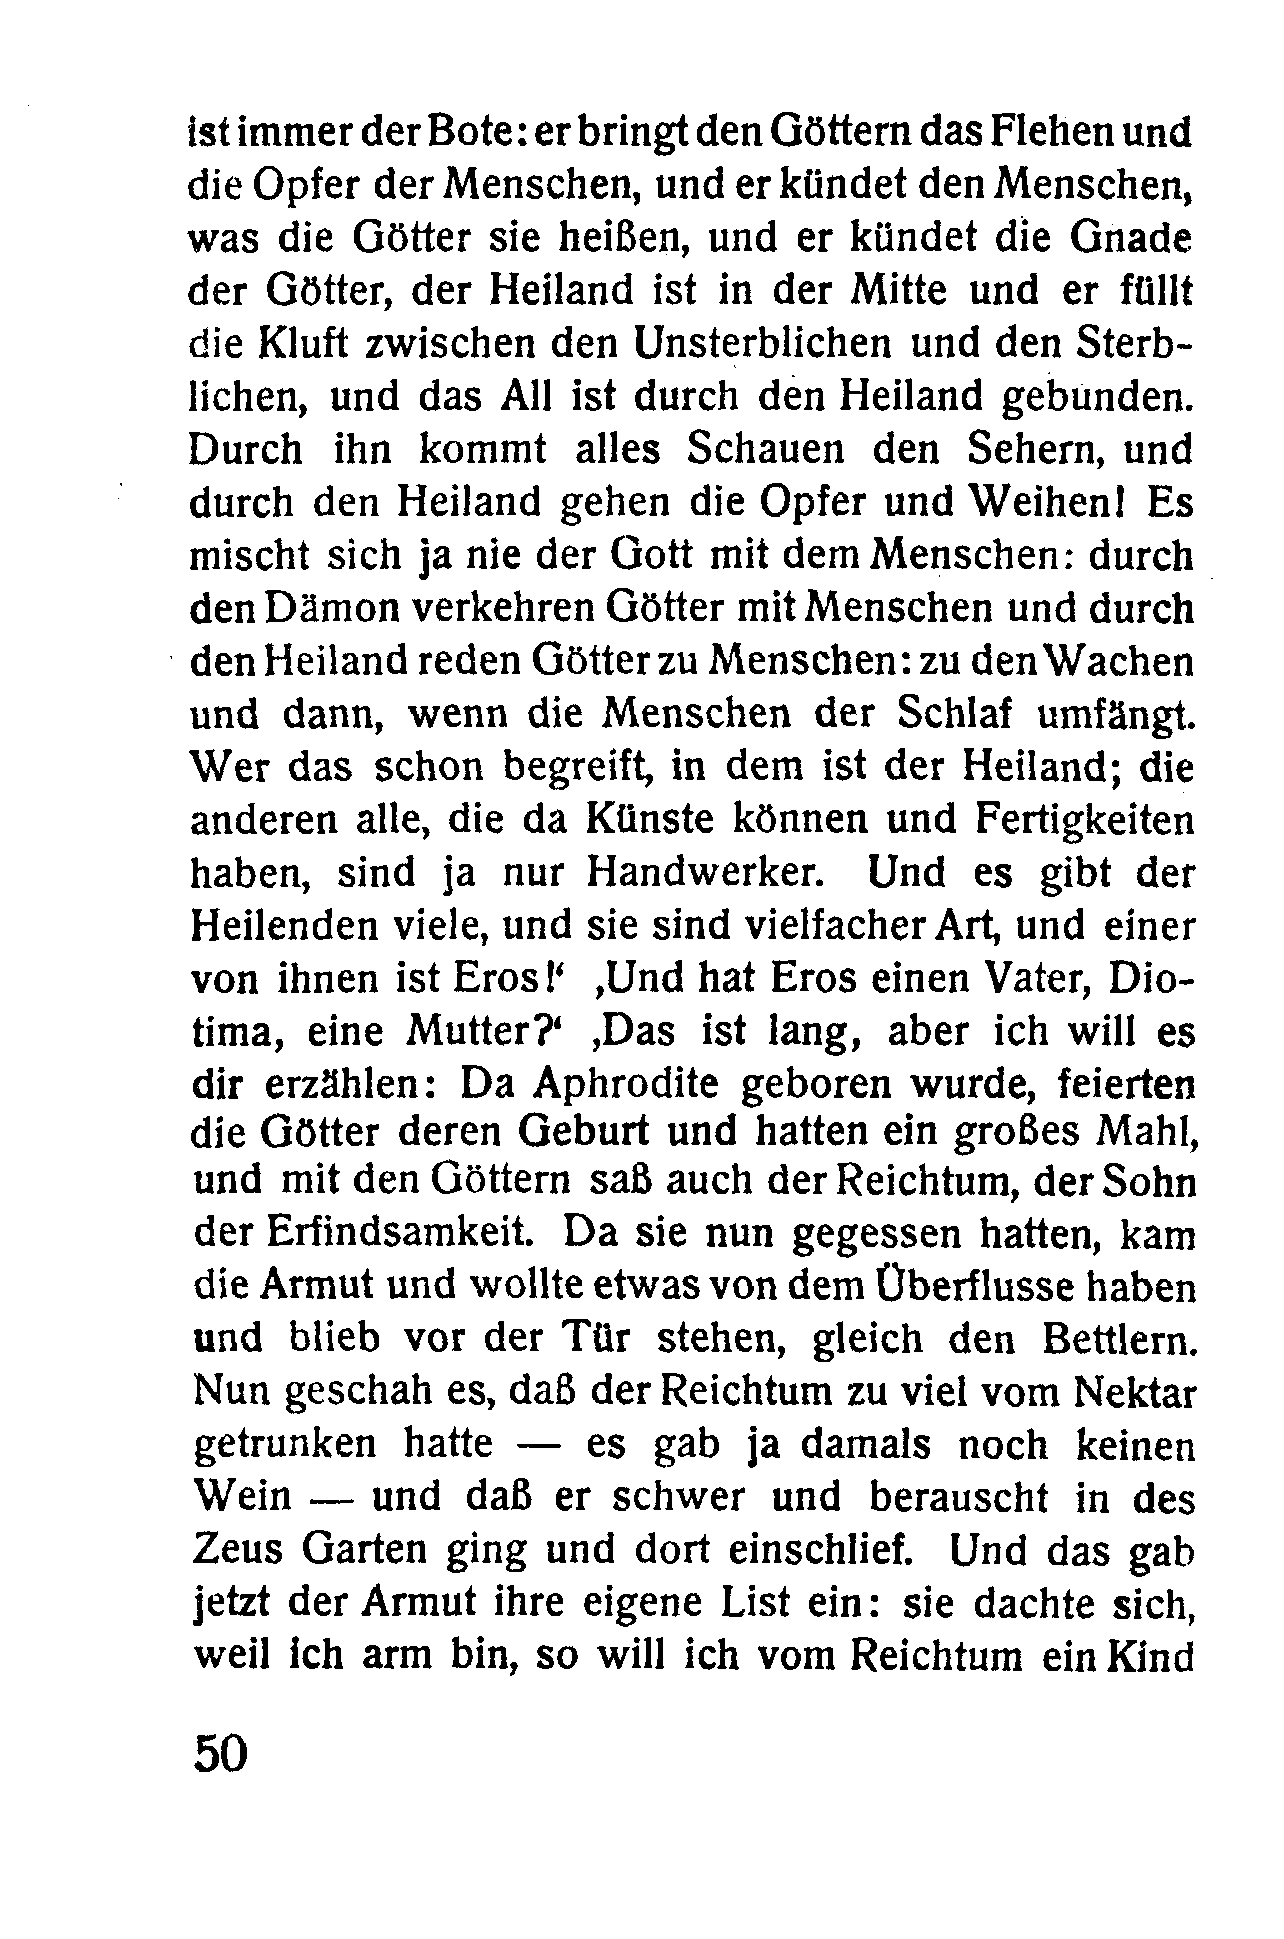 ist immer der Bote: er bringt den Göttern das Flehen und
die Opfer der Menschen, und er kündet den Menschen,
was die Götter sie heißen, und er kündet die Gnade
der Götter, der Heiland ist in der Mitte und er füllt
die Kluft zwischen den Unsterblichen und den Sterb-
lichen, und das All ist durch den Heiland gebunden.
Durch ihn kommt alles Schauen den Sehern, und
durch den Heiland gehen die Opfer und Weihen! Es
mischt sich ja nie der Gott mit dem Menschen: durch
den Dämon verkehren Götter mit Menschen und durch
den Heiland reden Götter zu Menschen: zu den Wachen
und dann, wenn die Menschen der Schlaf umfängt.
Wer das schon begreift, in dem ist der Heiland; die
anderen alle, die da Künste können und Fertigkeiten
haben, sind ja nur Handwerker. Und es gibt der
Heilenden viele, und sie sind vielfacher Art, und einer
von ihnen ist Eros!‘ ‚Und hat Eros einen Vater, Dio-
tima, eine Mutter?‘ ‚Das ist lang, aber ich will es
dir erzählen: Da Aphrodite geboren wurde, feierten
die Götter deren Geburt und hatten ein großes Mahl,
und mit den Göttern saß auch der Reichtum, der Sohn
der Erfindsamkeit. Da sie nun gegessen hatten, kam
die Armut und wollte etwas von dem Überflusse haben
und blieb vor der Tür stehen, gleich den Bettlern.
Nun geschah es, daß der Reichtum zu viel vom Nektar
getrunken hatte — es gab ja damals noch keinen
Wein — und daß er schwer und berauscht in des
Zeus Garten ging und dort einschlief. Und das gab
jetzt der Armut ihre eigene List ein: sie dachte sich,
weil ich arm bin, so will ich vom Reichtum ein Kind
50